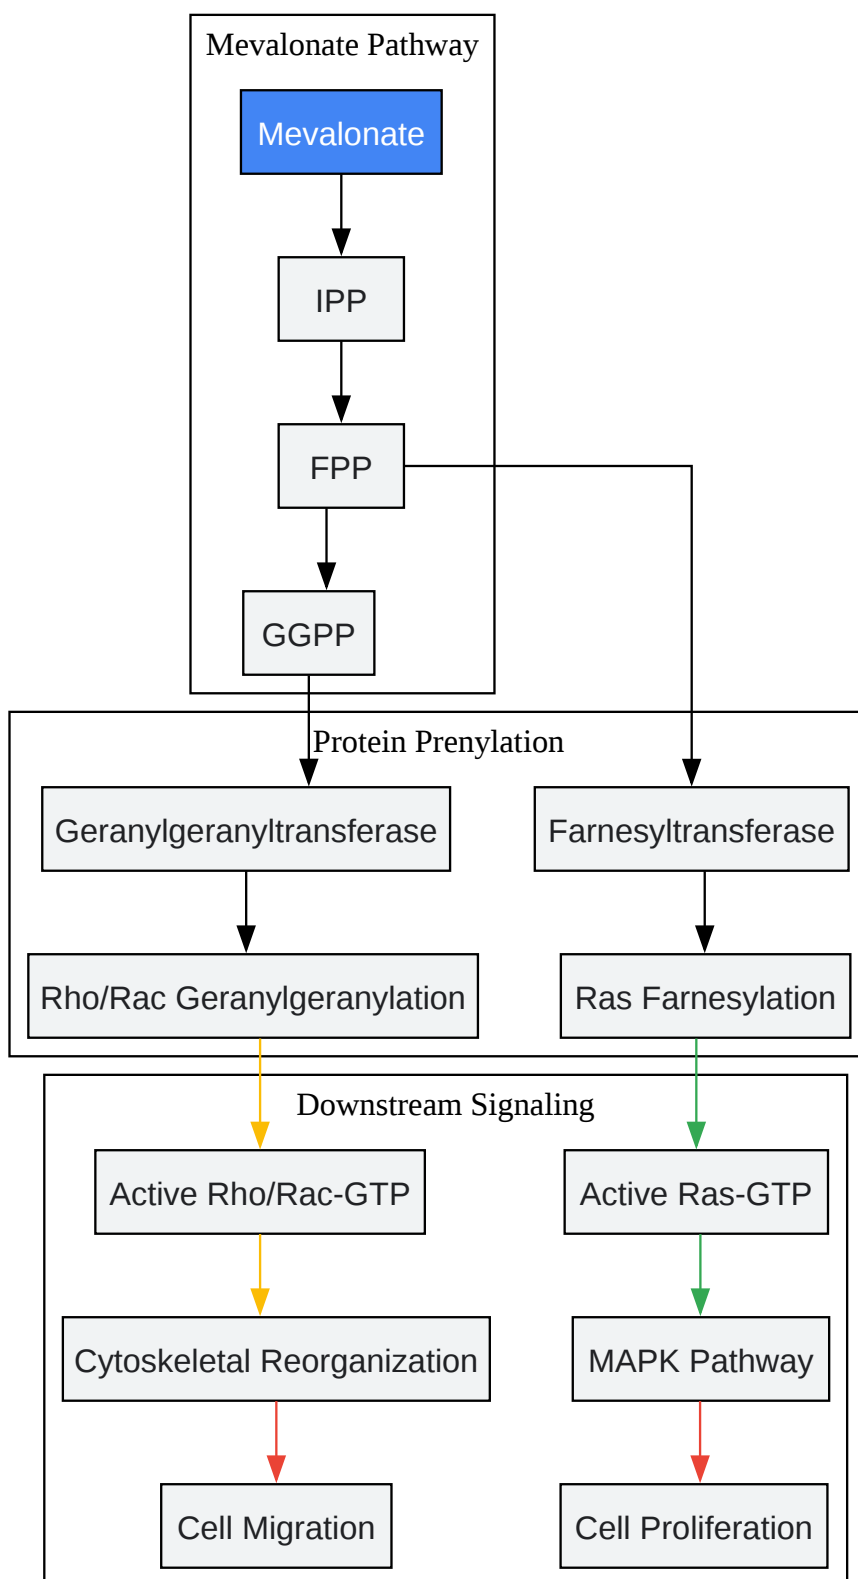 Mevalonate Pathway
Mevalonate
IPP
FPP
GGPP
Protein Prenylation
Geranylgeranyltransferase
Farnesyltransferase
Rho/Rac Geranylgeranylation
Ras Farnesylation
Downstream Signaling
Active Rho/Rac-GTP
Active Ras-GTP
Cytoskeletal Reorganization
MAPK Pathway
Cell Migration
Cell Proliferation